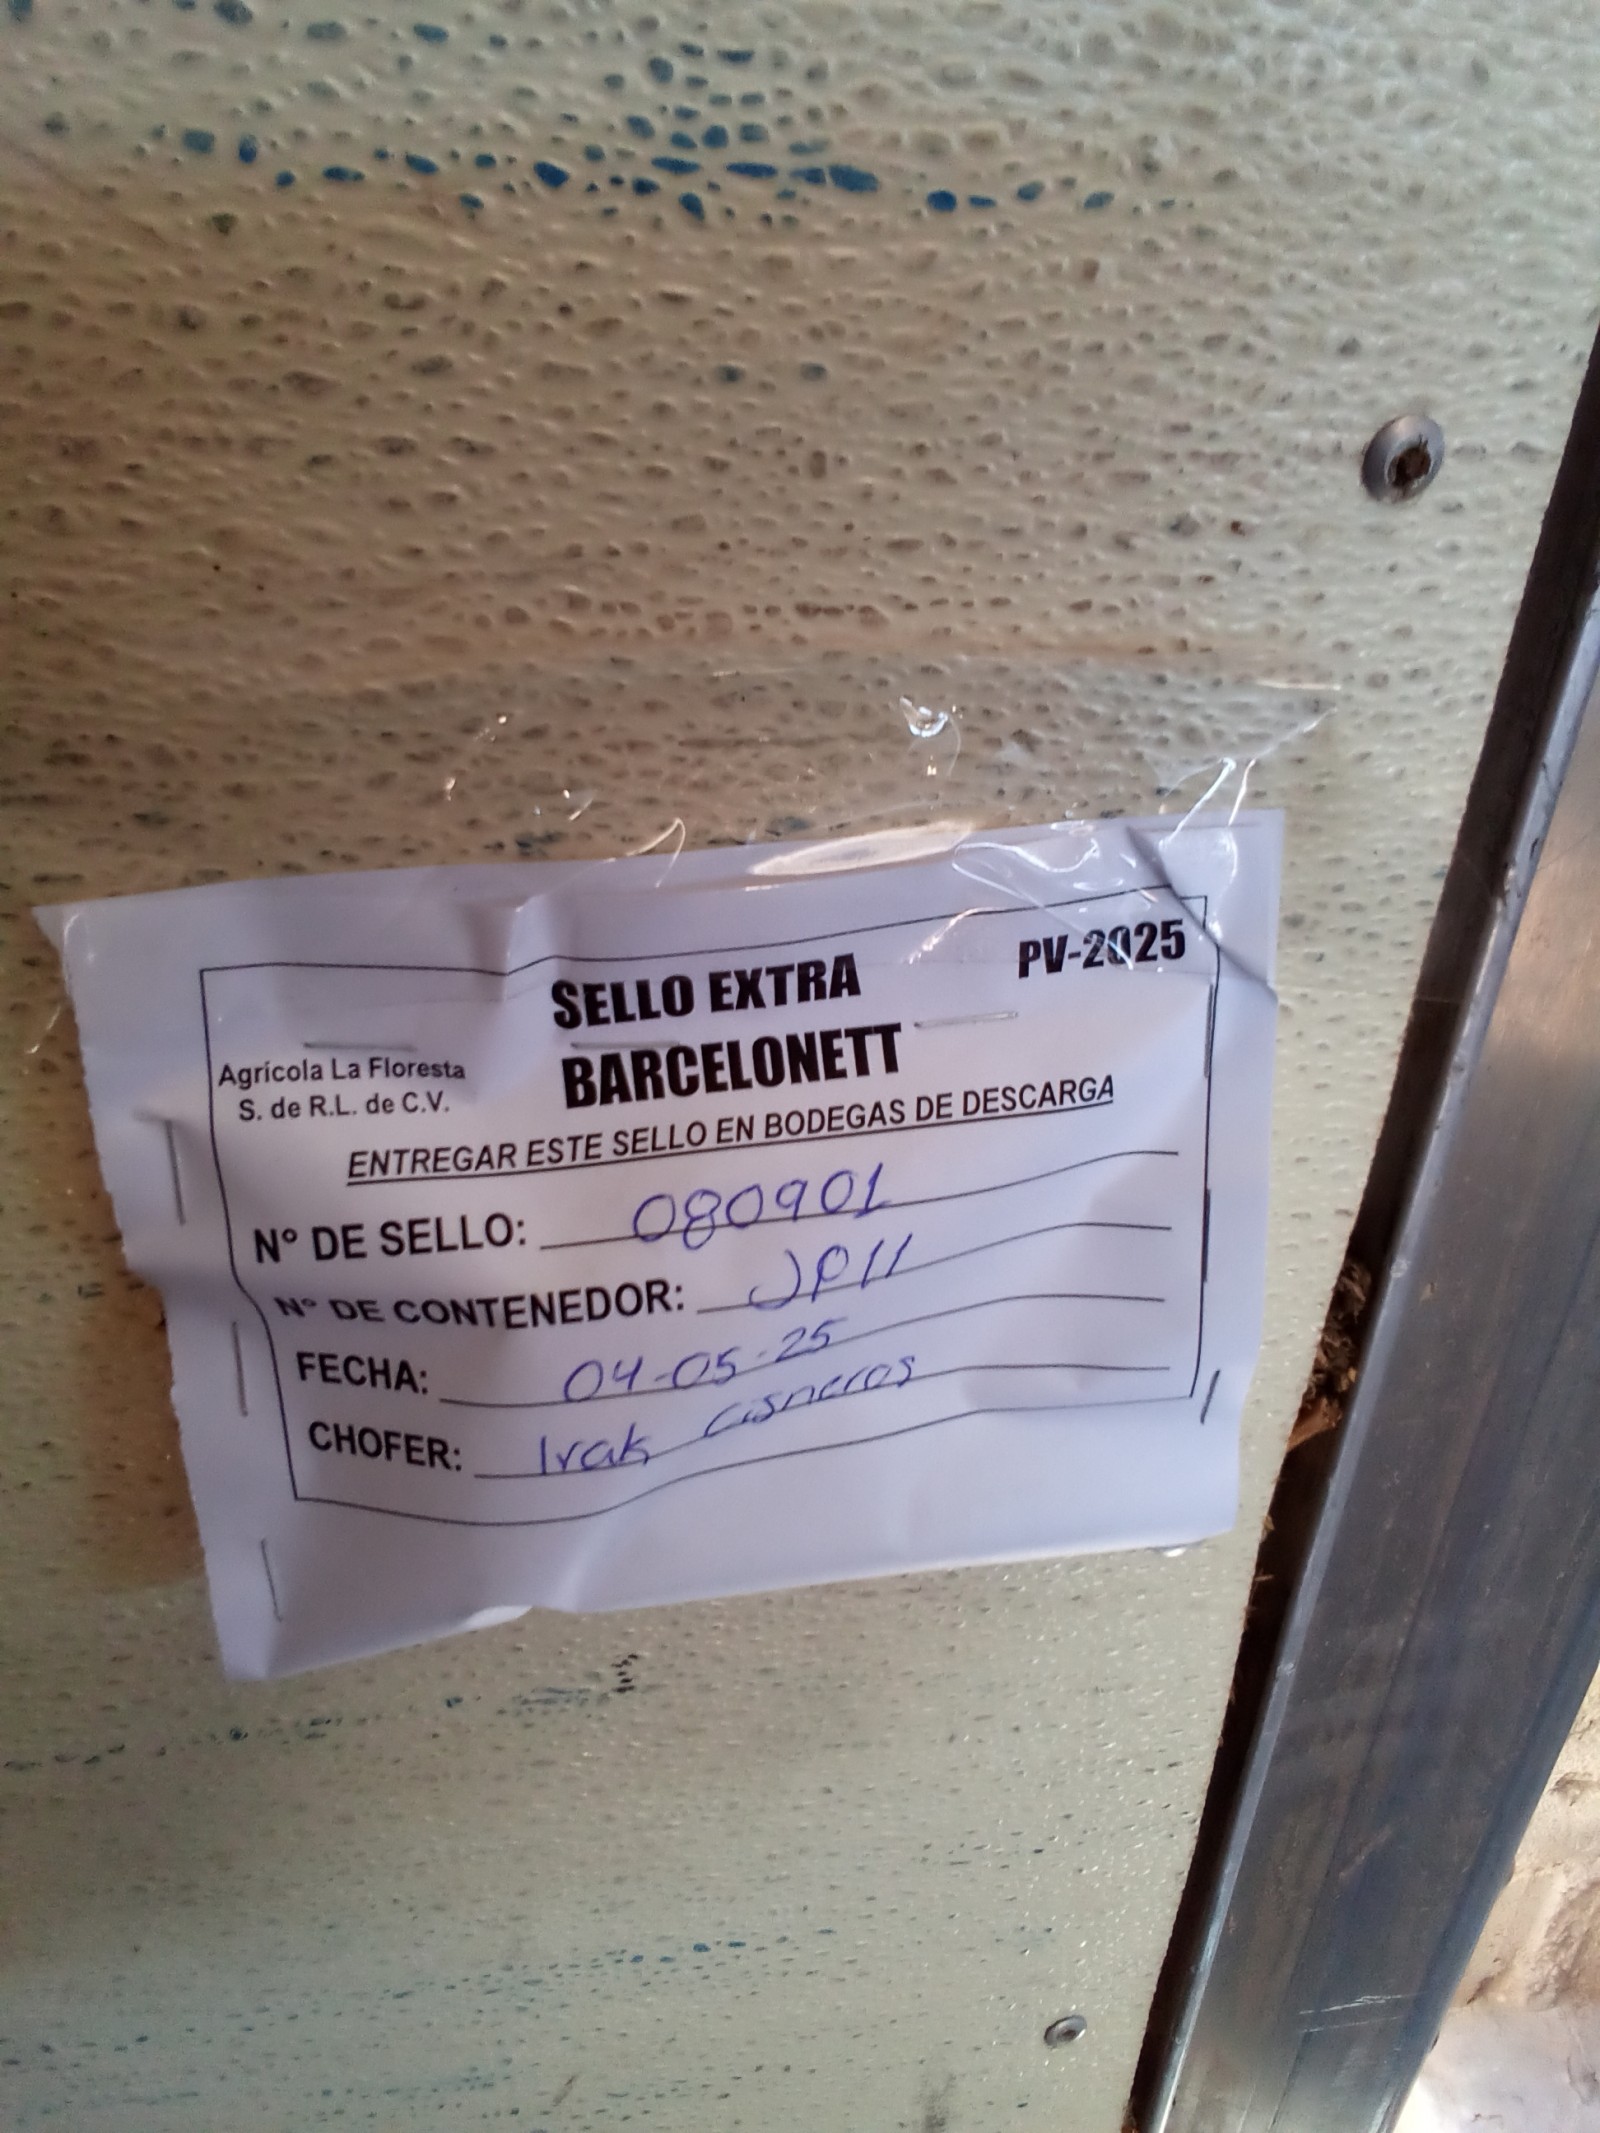 SELLO EXTRA
PV-2025
BARCELONETT
Agrícola La Floresta
S. de R.L. de C.V.
ENTREGAR ESTE SELLO EN BODEGAS DE DESCARGA
N° DE SELLO: 080901
N° DE CONTENEDOR: JP11
FECHA: 04-05-25
CHOFER: Irak Cisneros